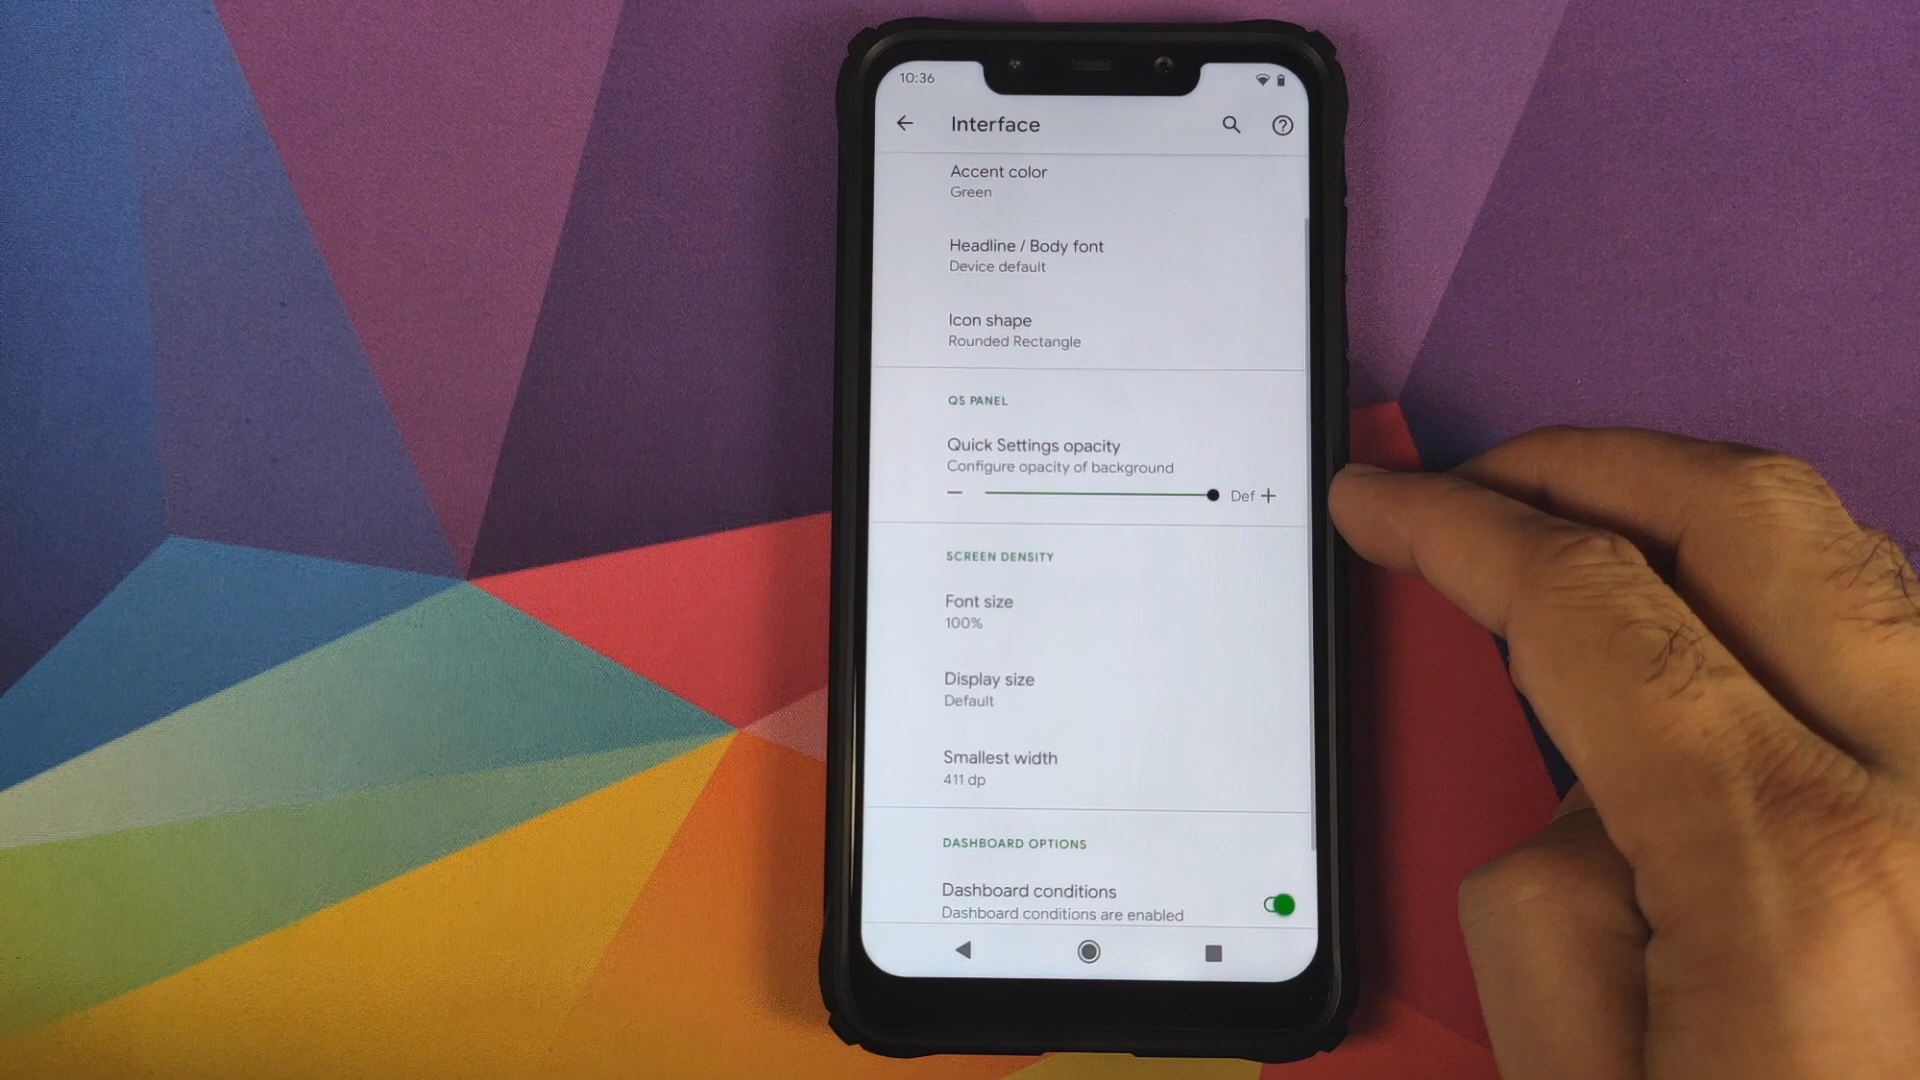 10:36
Interface
Accent color
Green
Headline / Body font
Device default
Icon shape
Rounded Rectangle
QS PANEL
Quick Settings opacity
Configure opacity of background
Def
SCREEN DENSITY
Font size
100%
Display size
Default
Smallest width
411 dp
DASHBOARD OPTIONS
Dashboard conditions
Dashboard conditions are enabled